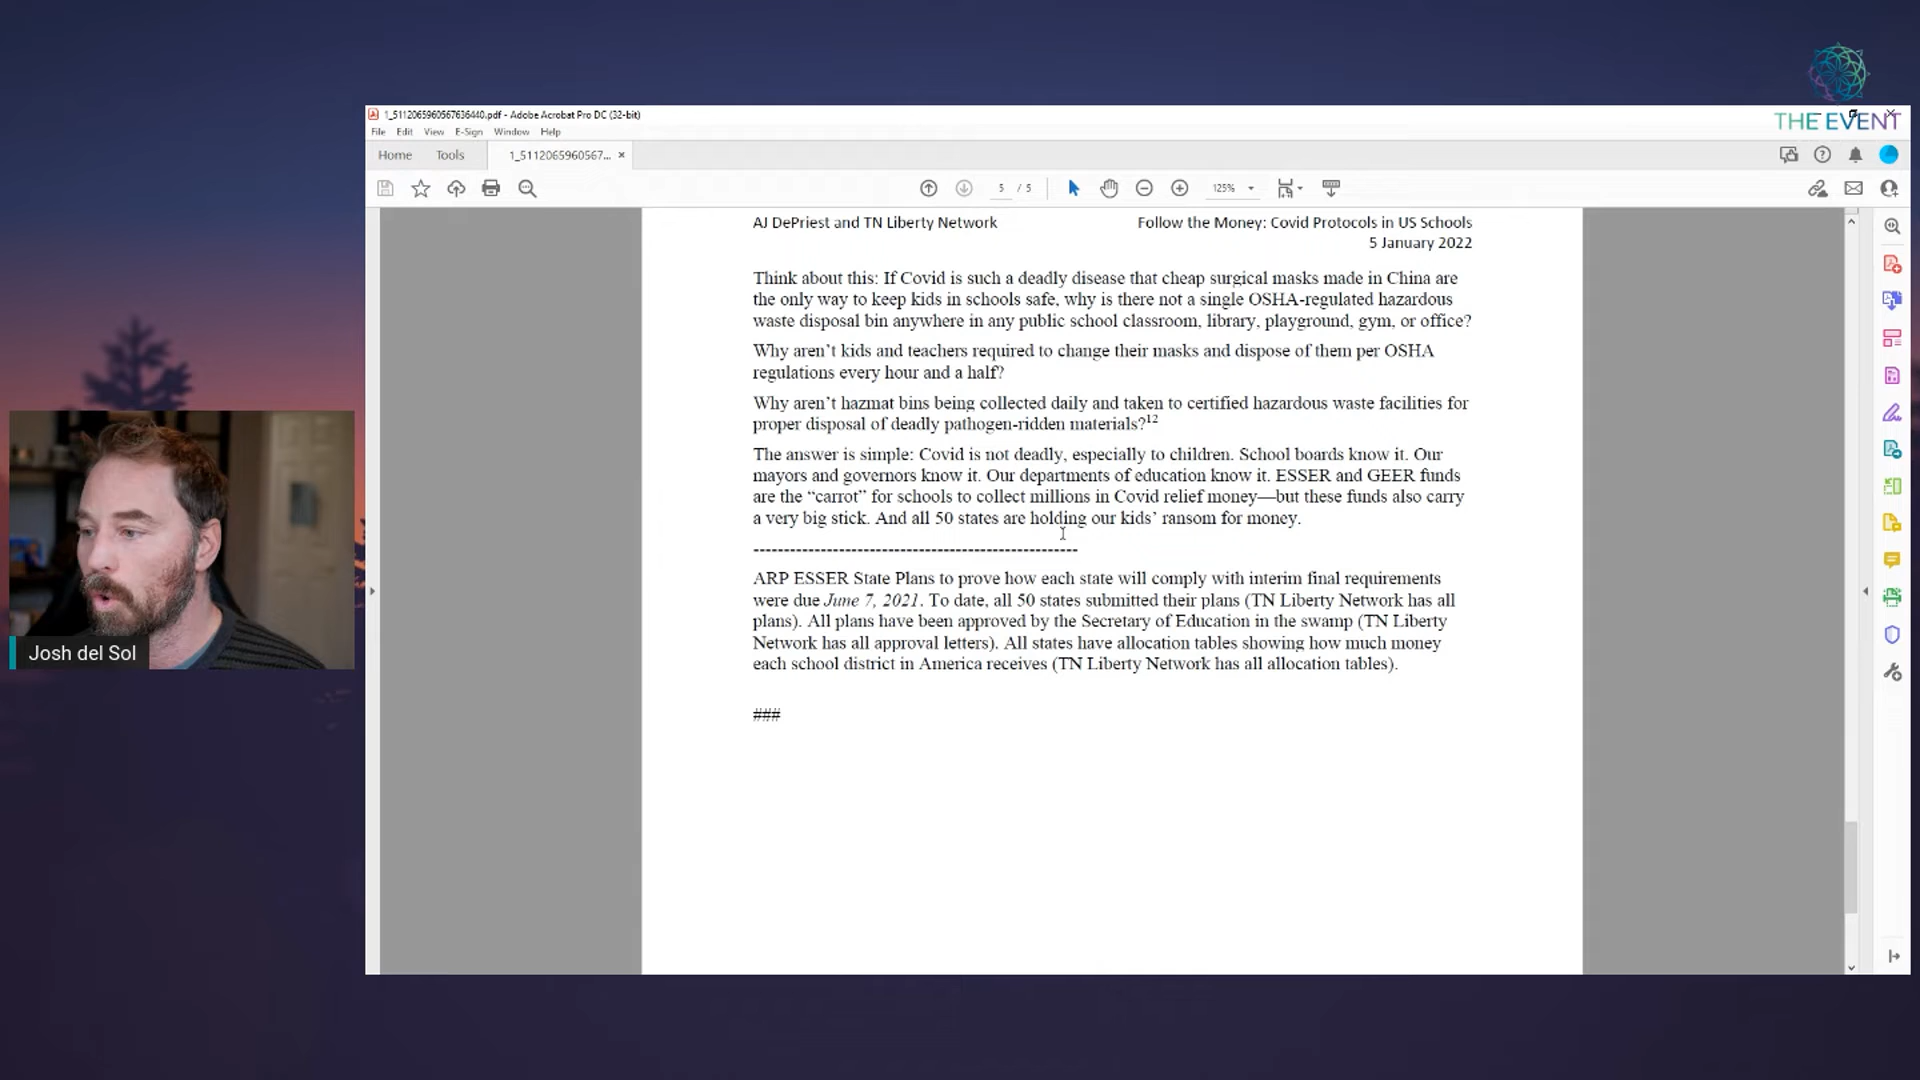 THE EVENT
1_5112065960567636440.pdf - Adobe Acrobat Pro DC (32-bit)
File Edit View E-Sign Window Help
Home Tools 1_5112065960567... ×
5 / 5 125%
AJ DePriest and TN Liberty Network Follow the Money: Covid Protocols in US Schools
5 January 2022
Think about this: If Covid is such a deadly disease that cheap surgical masks made in China are
the only way to keep kids in schools safe, why is there not a single OSHA-regulated hazardous
waste disposal bin anywhere in any public school classroom, library, playground, gym, or office?
Why aren’t kids and teachers required to change their masks and dispose of them per OSHA
regulations every hour and a half?
Why aren’t hazmat bins being collected daily and taken to certified hazardous waste facilities for
proper disposal of deadly pathogen-ridden materials?12
The answer is simple: Covid is not deadly, especially to children. School boards know it. Our
mayors and governors know it. Our departments of education know it. ESSER and GEER funds
are the “carrot” for schools to collect millions in Covid relief money—but these funds also carry
a very big stick. And all 50 states are holding our kids’ ransom for money.
------------------------------------------------------
ARP ESSER State Plans to prove how each state will comply with interim final requirements
were due June 7, 2021. To date, all 50 states submitted their plans (TN Liberty Network has all
plans). All plans have been approved by the Secretary of Education in the swamp (TN Liberty
Network has all approval letters). All states have allocation tables showing how much money
each school district in America receives (TN Liberty Network has all allocation tables).
###
Josh del Sol